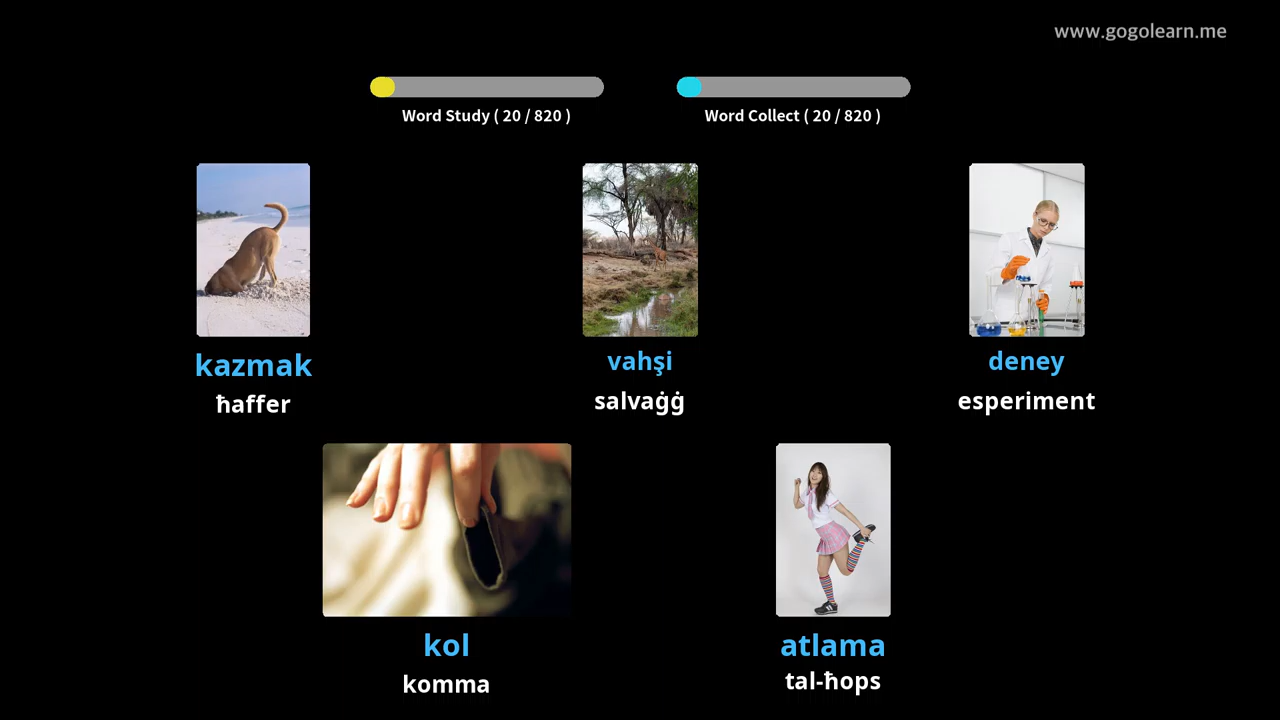 www.gogolearn.me
Word Study ( 20 / 820 )
Word Collect ( 20 / 820 )
kazmak
ħaffer
vahşi
salvaġġ
deney
esperiment
kol
komma
atlama
tal-ħops